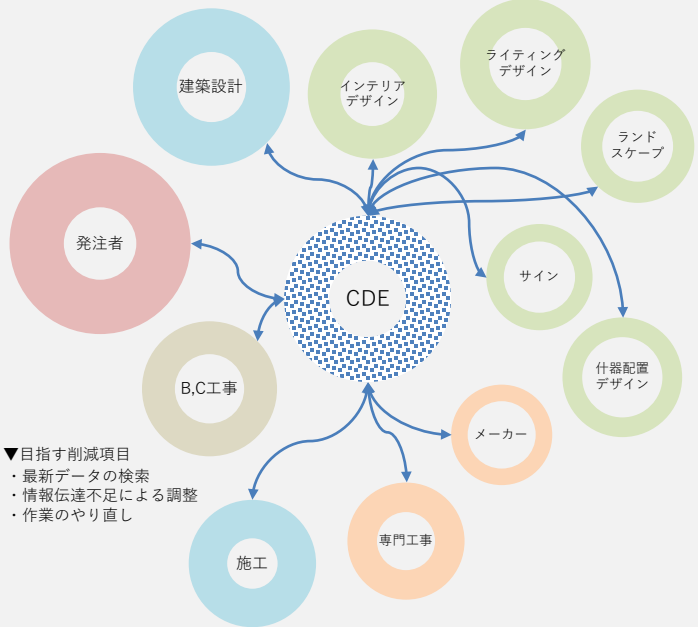 建築設計
インテリア
デザイン
ライティング
デザイン
ランド
スケープ
発注者
CDE
サイン
B,C工事
什器配置
デザイン
メーカー
▼目指す削減項目
・最新データの検索
・情報伝達不足による調整
・作業のやり直し
専門工事
施工